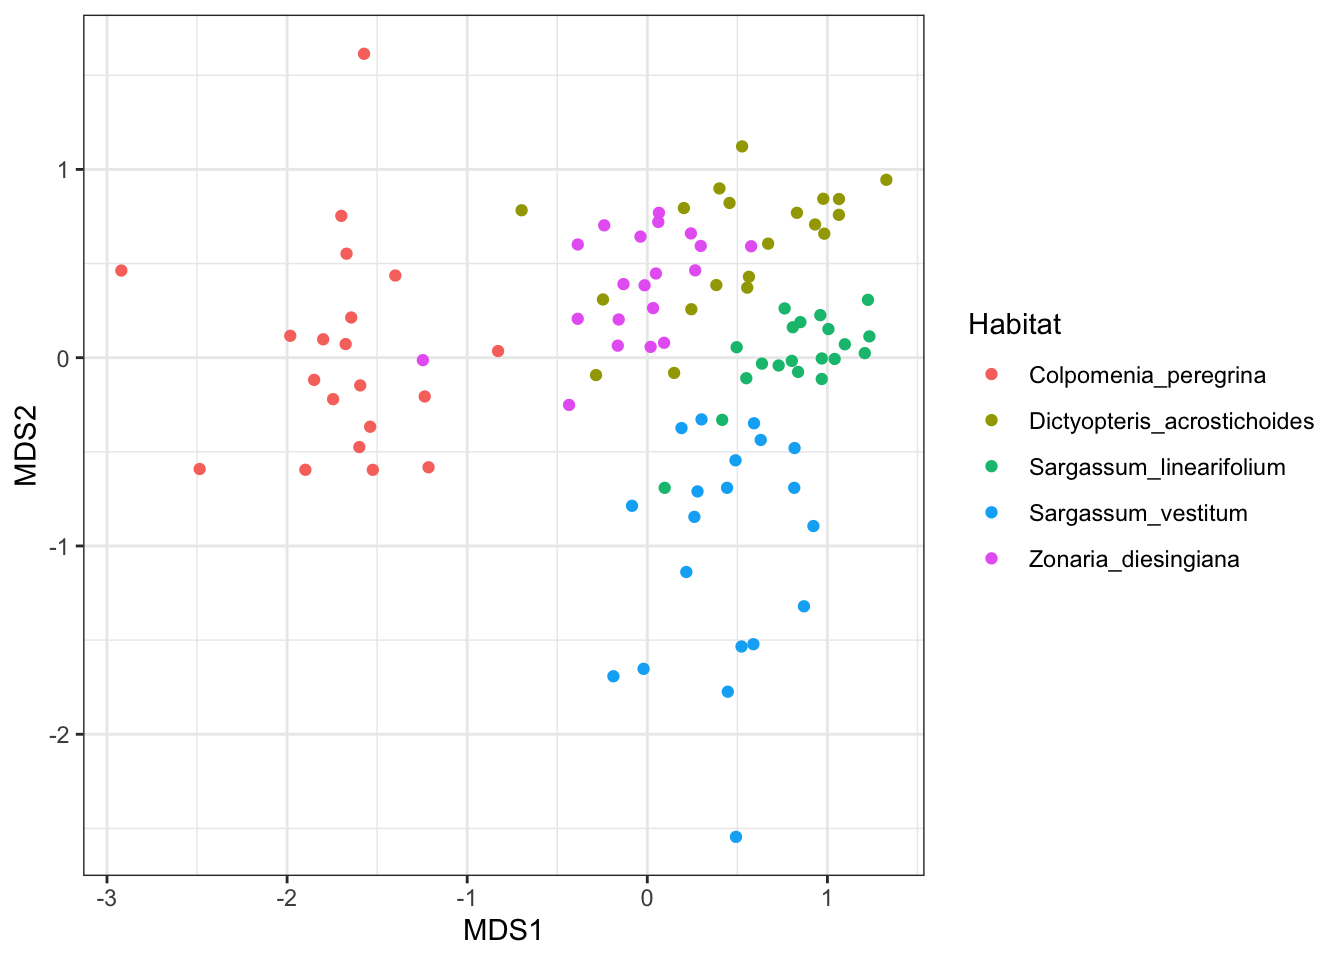 1
0
-1
-2
MDS2
-3
-2
-1
0
1
MDS1
Habitat
Colpomenia_peregrina
Dictyopteris_acrostichoides
Sargassum_linearifolium
Sargassum_vestitum
Zonaria_diesingiana